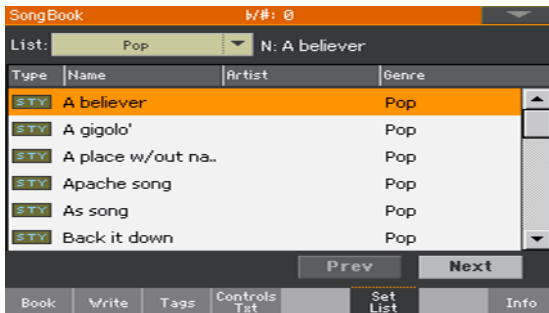 SongBook ♭/#: 0
List: Pop N: A believer
Type Name Artist Genre
STY A believer Pop
STY A gigolo' Pop
STY A place w/out na.. Pop
STY Apache song Pop
STY As song Pop
STY Back it down Pop
Prev Next
Book Write Tags Controls Txt Set List Info